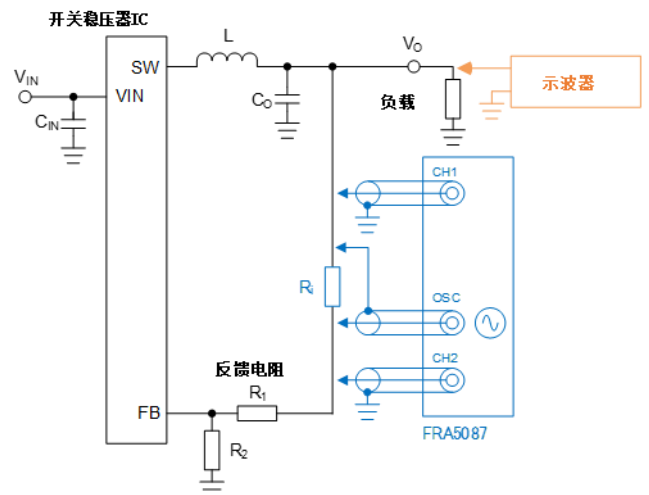 开关稳压器IC
L
VO
SW
VIN
VIN
CIN
CO
负载
示波器
CH1
Ri
OSC
CH2
反馈电阻
R1
FB
R2
FRA5087